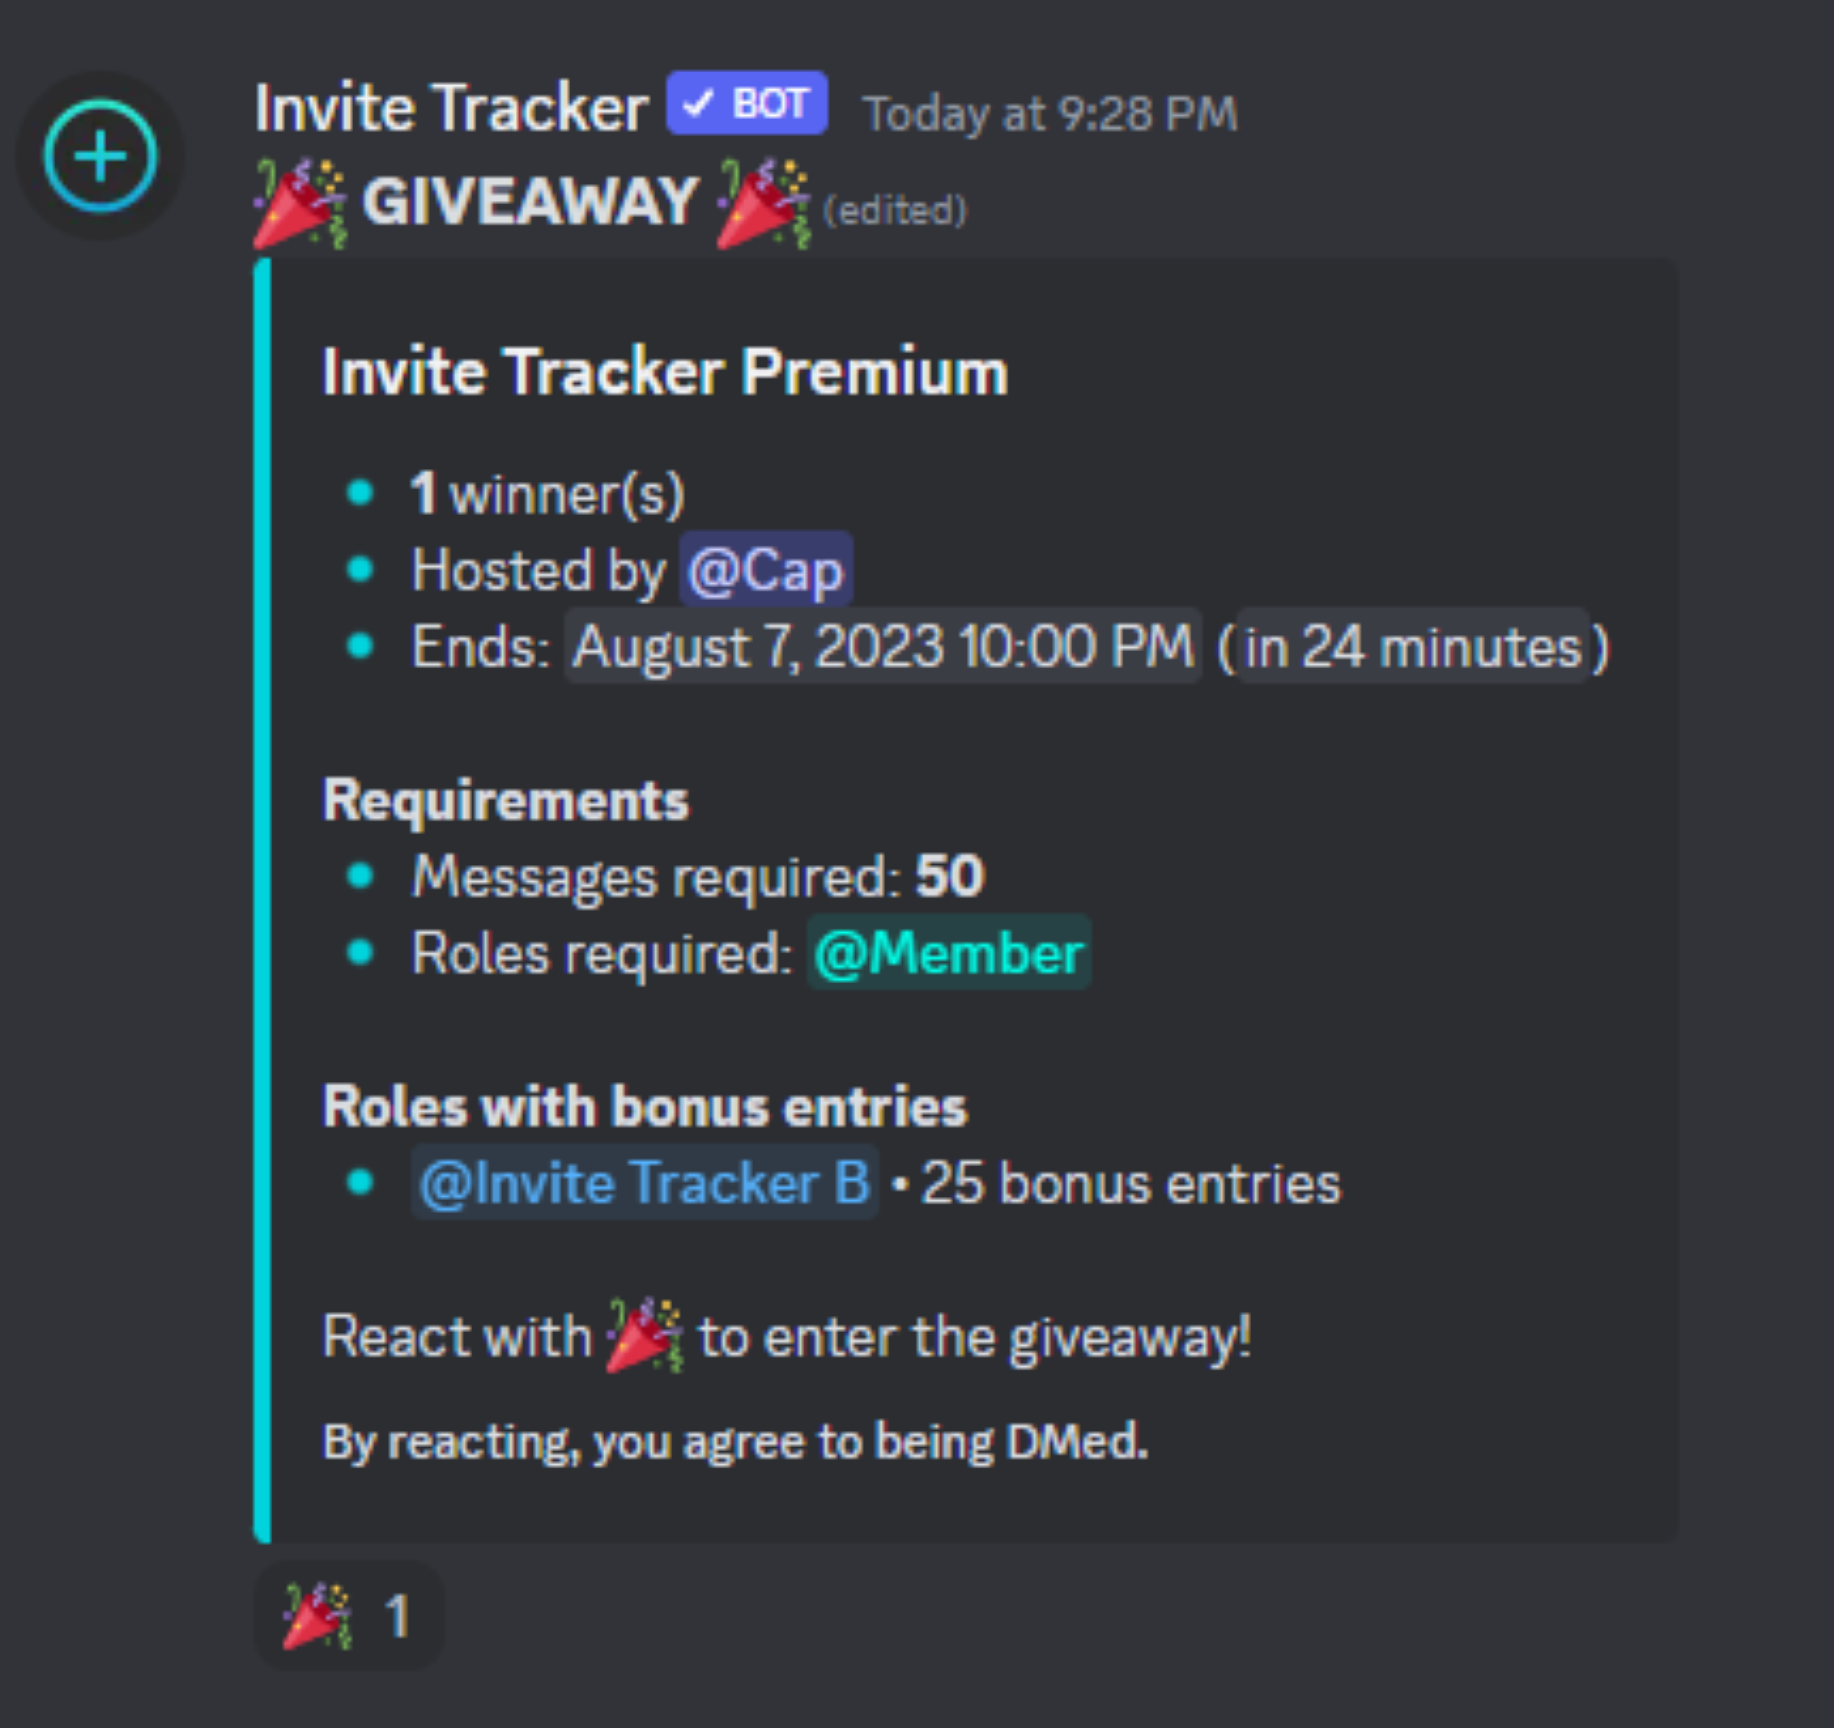 Invite Tracker ✓ BOT Today at 9:28 PM
🎉 GIVEAWAY 🎉 (edited)
Invite Tracker Premium
• 1 winner(s)
• Hosted by @Cap
• Ends: August 7, 2023 10:00 PM (in 24 minutes)
Requirements
• Messages required: 50
• Roles required: @Member
Roles with bonus entries
• @Invite Tracker B • 25 bonus entries
React with 🎉 to enter the giveaway!
By reacting, you agree to being DMed.
🎉 1